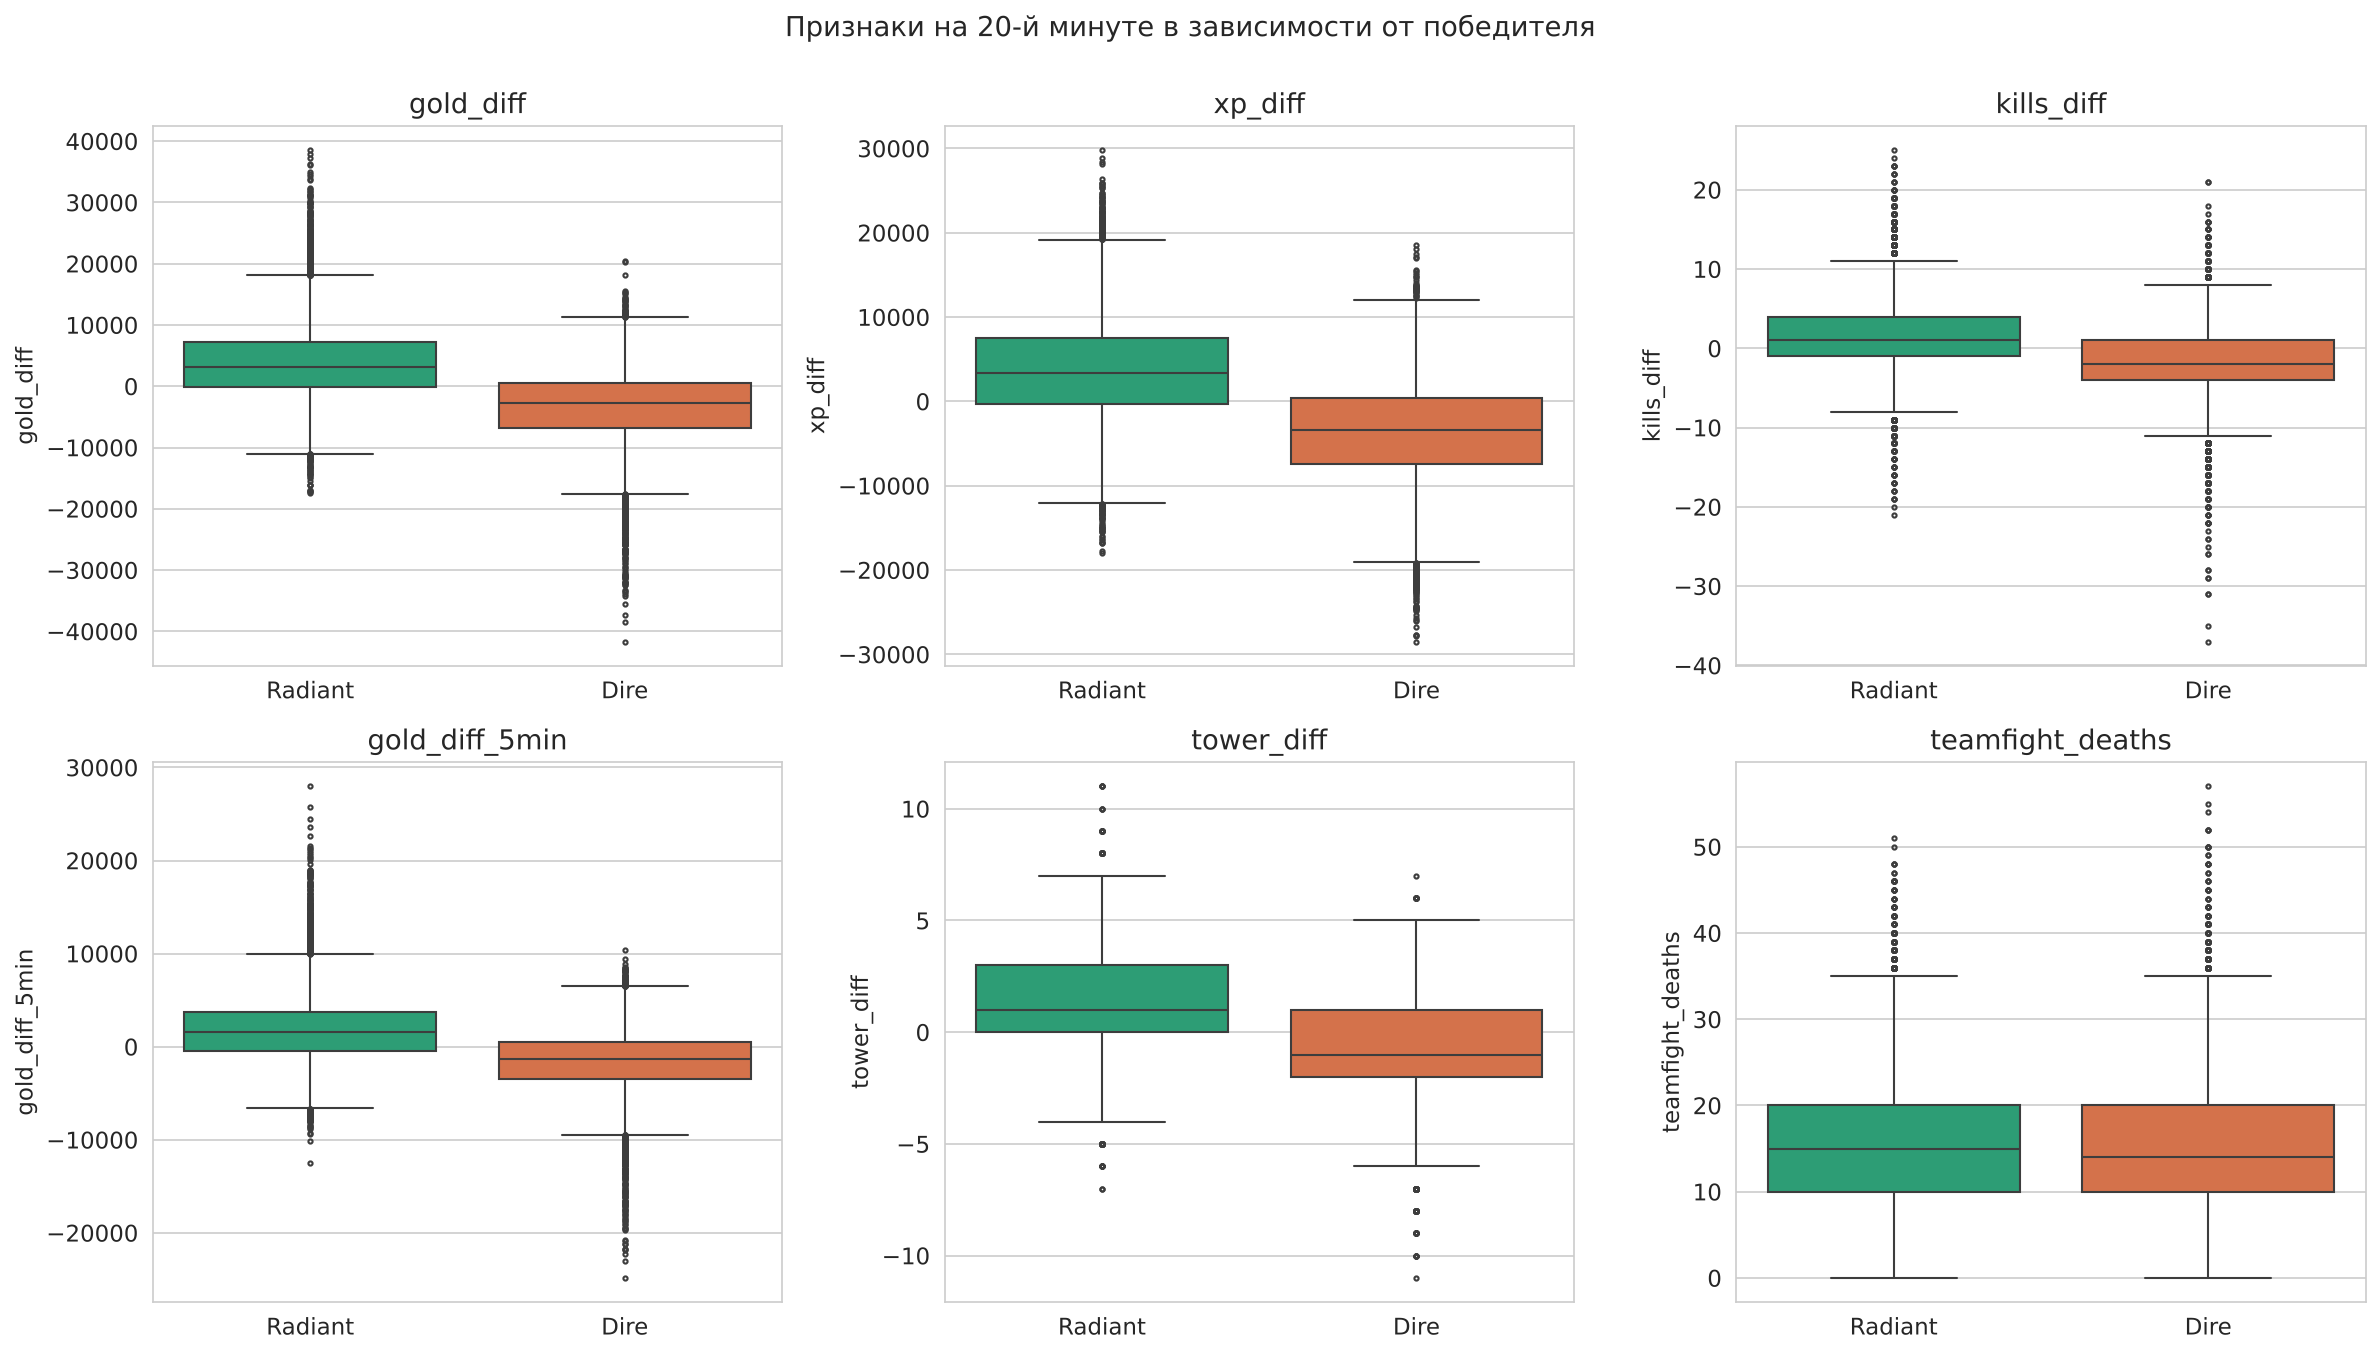 Признаки на 20-й минуте в зависимости от победителя
gold_diff
gold_diff
40000
30000
20000
10000
0
−10000
−20000
−30000
−40000
Radiant
Dire
xp_diff
xp_diff
30000
20000
10000
0
−10000
−20000
−30000
Radiant
Dire
kills_diff
kills_diff
20
10
0
−10
−20
−30
−40
Radiant
Dire
gold_diff_5min
gold_diff_5min
30000
20000
10000
0
−10000
−20000
Radiant
Dire
tower_diff
tower_diff
10
5
0
−5
−10
Radiant
Dire
teamfight_deaths
teamfight_deaths
50
40
30
20
10
0
Radiant
Dire